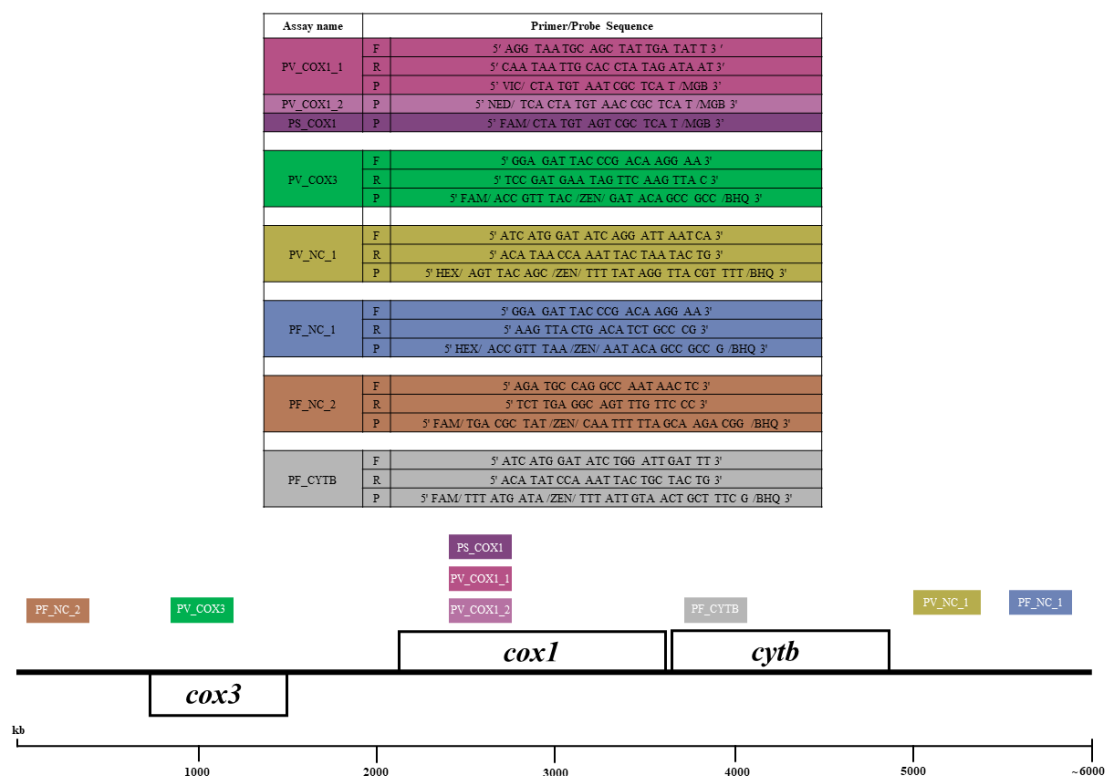 Assay name Primer/Probe Sequence
PV_COX1_1 F 5' AGG TAA TGC AGC TAT TGA TAT T 3 '
R 5' CAA TAA TTG CAC CTA TAG ATA AT 3'
P 5' VIC/ CTA TGT AAT CGC TCA T /MGB 3'
PV_COX1_2 P 5' NED/ TCA CTA TGT AAC CGC TCA T /MGB 3'
PS_COX1 P 5' FAM/ CTA TGT AGT CGC TCA T /MGB 3'
PV_COX3 F 5' GGA GAT TAC CCG ACA AGG AA 3'
R 5' TCC GAT GAA TAG TTC AAG TTA C 3'
P 5' FAM/ ACC GTT TAC /ZEN/ GAT ACA GCC GCC /BHQ 3'
PV_NC_1 F 5' ATC ATG GAT ATC AGG ATT AAT CA 3'
R 5' ACA TAA CCA AAT TAC TAA TAC TG 3'
P 5' HEX/ AGT TAC AGC /ZEN/ TTT TAT AGG TTA CGT TTT /BHQ 3'
PF_NC_1 F 5' GGA GAT TAC CCG ACA AGG AA 3'
R 5' AAG TTA CTG ACA TCT GCC CG 3'
P 5' HEX/ ACC GTT TAA /ZEN/ AAT ACA GCC GCC G /BHQ 3'
PF_NC_2 F 5' AGA TGC CAG GCC AAT AAC TC 3'
R 5' TCT TGA GGC AGT TTG TTC CC 3'
P 5' FAM/ TGA CGC TAT /ZEN/ CAA TTT TTA GCA AGA CGG /BHQ 3'
PF_CYTB F 5' ATC ATG GAT ATC TGG ATT GAT TT 3'
R 5' ACA TAT CCA AAT TAC TGC TAC TG 3'
P 5' FAM/ TTT ATG ATA /ZEN/ TTT ATT GTA ACT GCT TTC G /BHQ 3'
PS_COX1
PV_COX1_1
PF_NC_2 PV_COX3 PV_COX1_2 PF_CYTB PV_NC_1 PF_NC_1
cox1 cytb
cox3
kb
1000 2000 3000 4000 5000 ~6000